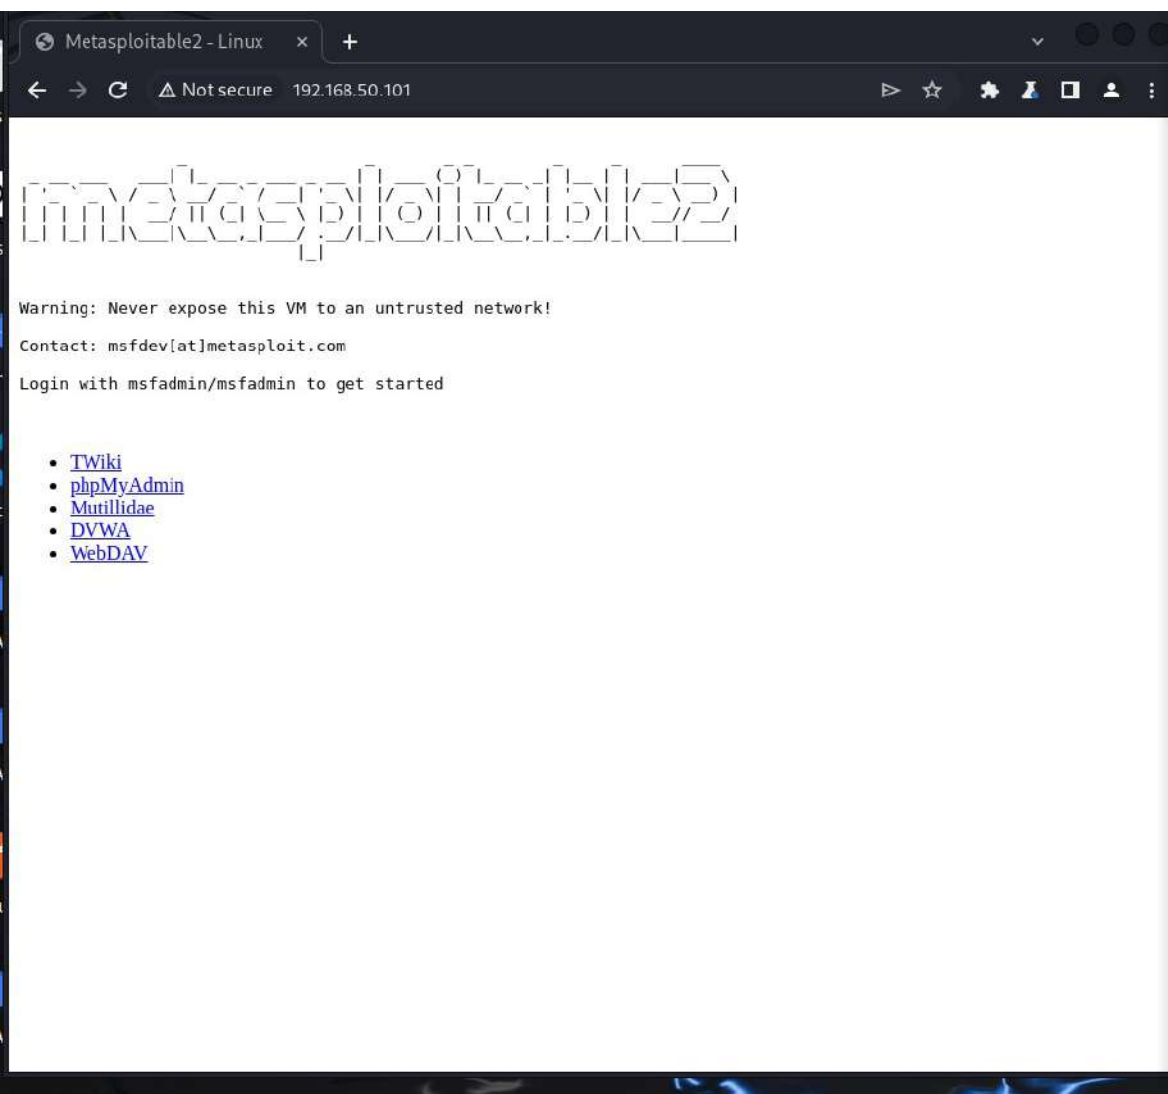 Metasploitable2 - Linux
Not secure 192.168.50.101
metasploitable2
Warning: Never expose this VM to an untrusted network!
Contact: msfdev[at]metasploit.com
Login with msfadmin/msfadmin to get started
TWiki
phpMyAdmin
Mutillidae
DVWA
WebDAV